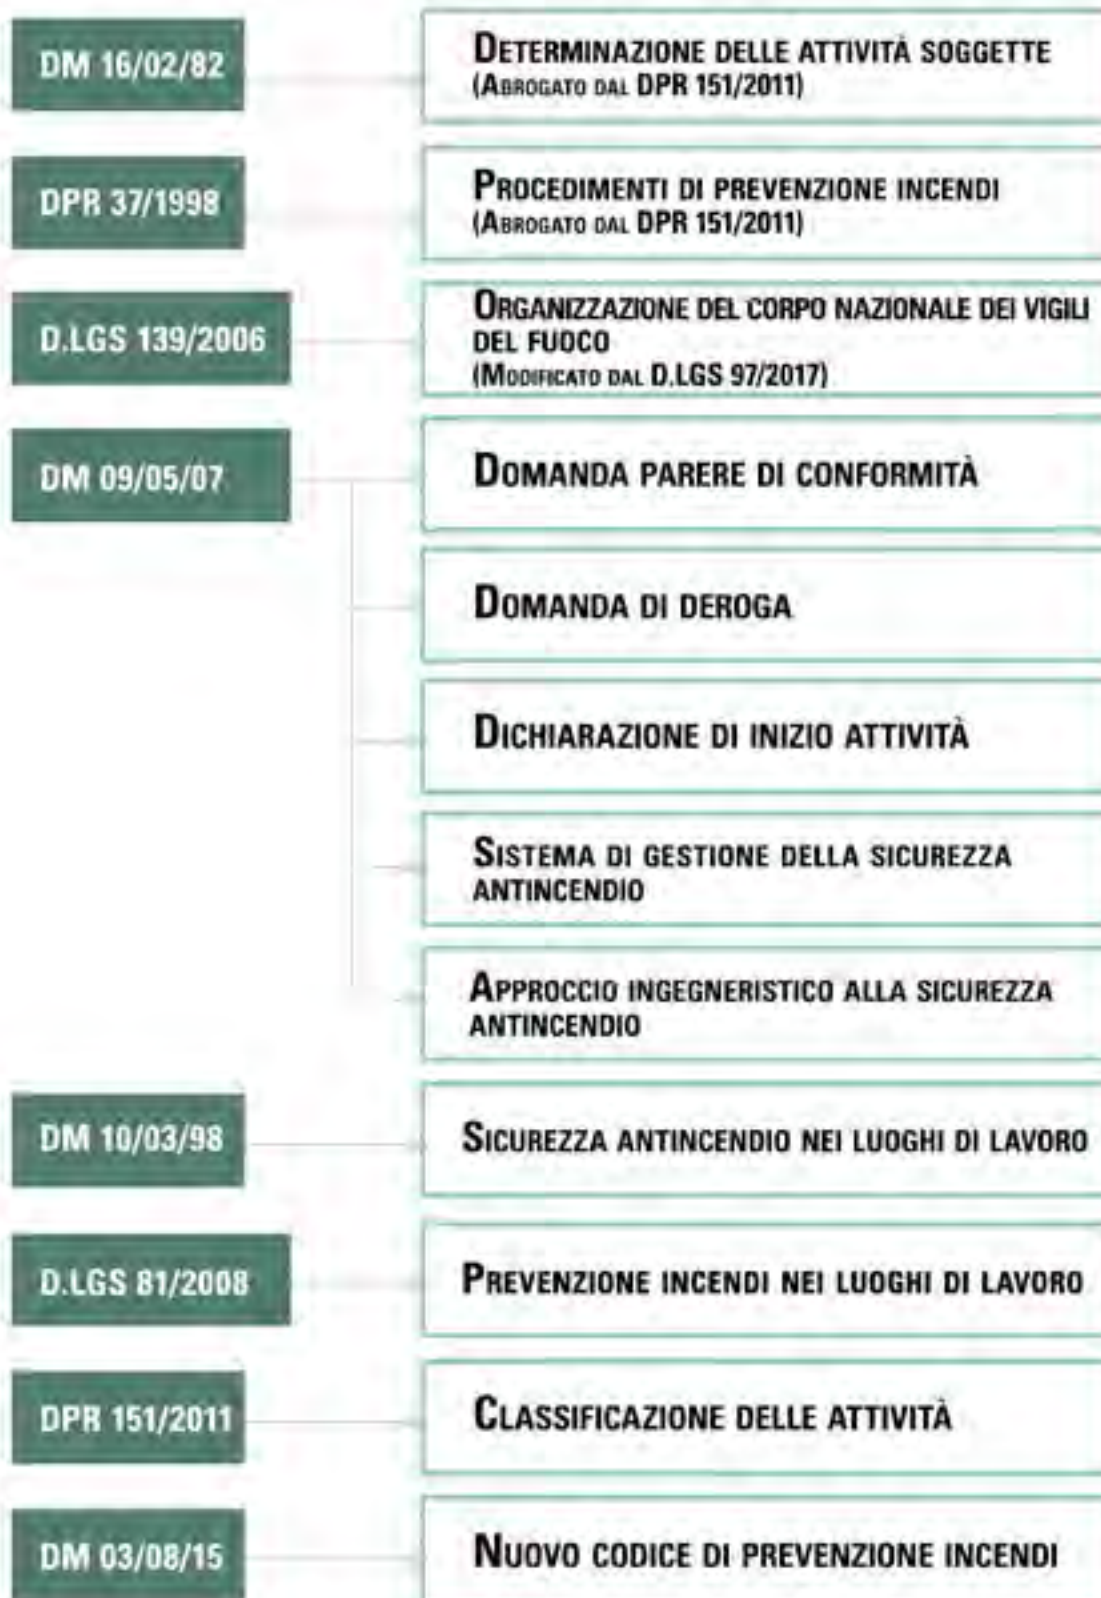 DM 16/02/82
DETERMINAZIONE DELLE ATTIVITÀ SOGGETTE
(ABROGATO DAL DPR 151/2011)
DPR 37/1998
PROCEDIMENTI DI PREVENZIONE INCENDI
(ABROGATO DAL DPR 151/2011)
D.LGS 139/2006
ORGANIZZAZIONE DEL CORPO NAZIONALE DEI VIGILI
DEL FUOCO
(MODIFICATO DAL D.LGS 97/2017)
DM 09/05/07
DOMANDA PARERE DI CONFORMITÀ
DOMANDA DI DEROGA
DICHIARAZIONE DI INIZIO ATTIVITÀ
SISTEMA DI GESTIONE DELLA SICUREZZA
ANTINCENDIO
APPROCCIO INGEGNERISTICO ALLA SICUREZZA
ANTINCENDIO
DM 10/03/98
SICUREZZA ANTINCENDIO NEI LUOGHI DI LAVORO
D.LGS 81/2008
PREVENZIONE INCENDI NEI LUOGHI DI LAVORO
DPR 151/2011
CLASSIFICAZIONE DELLE ATTIVITÀ
DM 03/08/15
NUOVO CODICE DI PREVENZIONE INCENDI